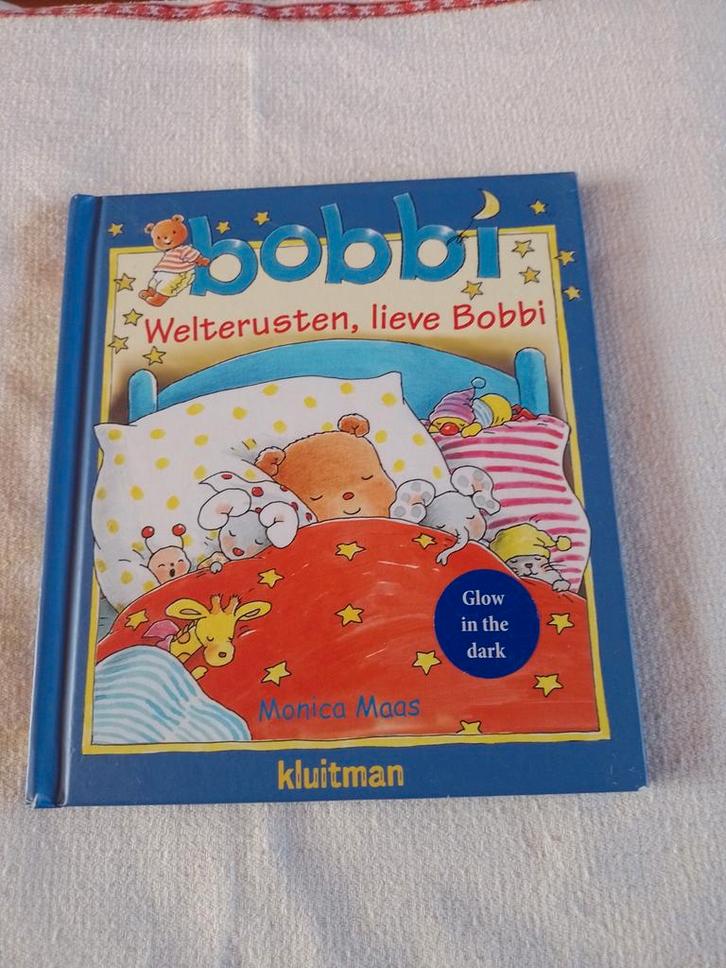 bobbi
Welterusten, lieve Bobbi
Glow
in the
dark
Monica Maas
kluitman